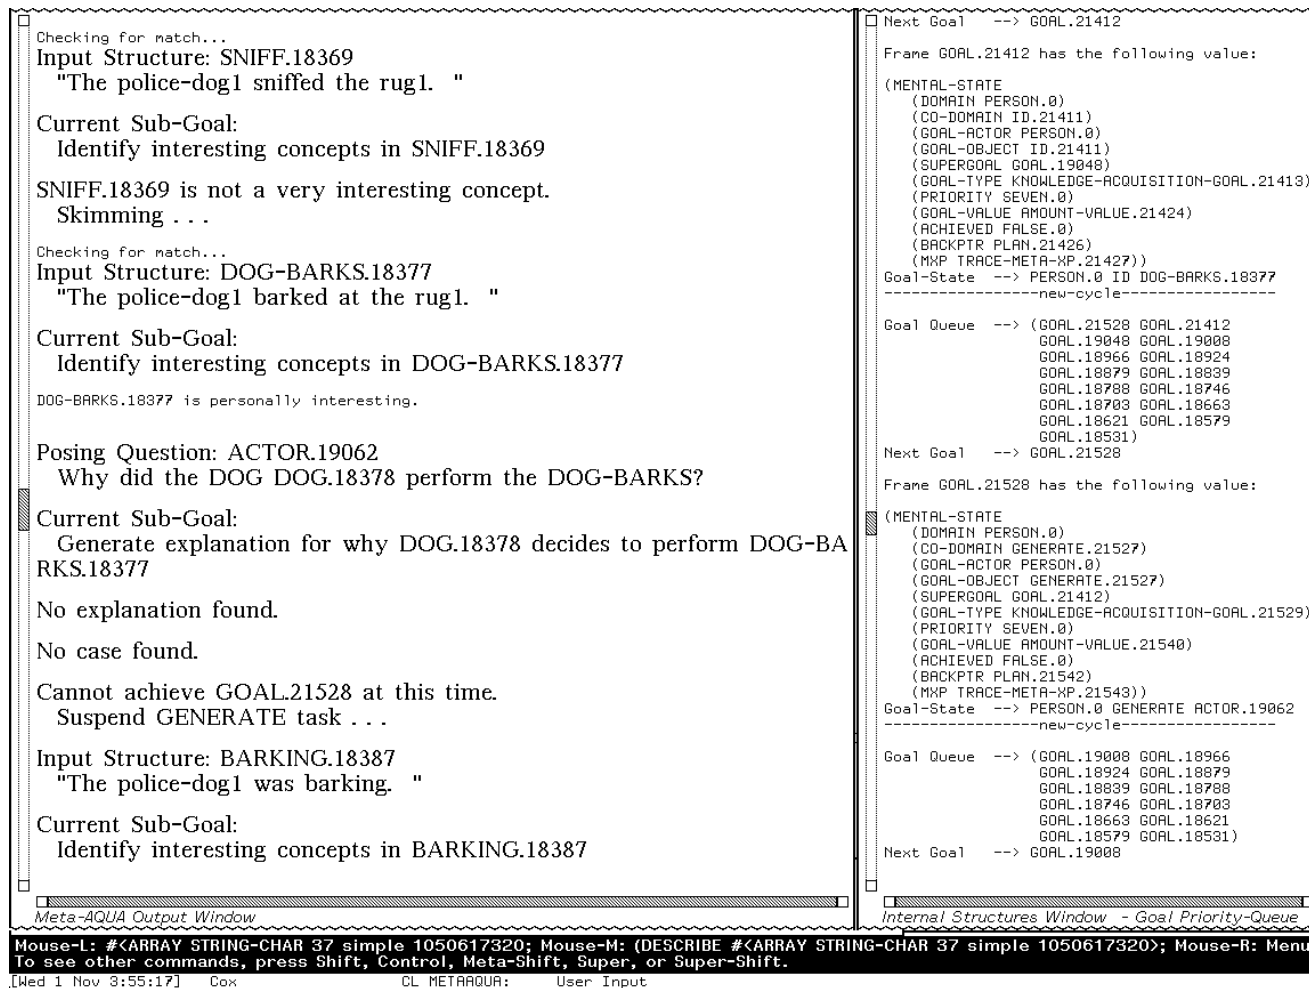 Checking for match...
Input Structure: SNIFF.18369
"The police-dog1 sniffed the rug1. "
Current Sub-Goal:
Identify interesting concepts in SNIFF.18369
SNIFF.18369 is not a very interesting concept.
Skimming . . .
Checking for match...
Input Structure: DOG-BARKS.18377
"The police-dog1 barked at the rug1. "
Current Sub-Goal:
Identify interesting concepts in DOG-BARKS.18377
DOG-BARKS.18377 is personally interesting.
Posing Question: ACTOR.19062
Why did the DOG DOG.18378 perform the DOG-BARKS?
Current Sub-Goal:
Generate explanation for why DOG.18378 decides to perform DOG-BA
RKS.18377
No explanation found.
No case found.
Cannot achieve GOAL.21528 at this time.
Suspend GENERATE task . . .
Input Structure: BARKING.18387
"The police-dog1 was barking. "
Current Sub-Goal:
Identify interesting concepts in BARKING.18387
Meta-AQUA Output Window
Next Goal --> GOAL.21412
Frame GOAL.21412 has the following value:
(MENTAL-STATE
(DOMAIN PERSON.0)
(CO-DOMAIN ID.21411)
(GOAL-ACTOR PERSON.0)
(GOAL-OBJECT ID.21411)
(SUPERGOAL GOAL.19048)
(GOAL-TYPE KNOWLEDGE-ACQUISITION-GOAL.21413)
(PRIORITY SEVEN.0)
(GOAL-VALUE AMOUNT-VALUE.21424)
(ACHIEVED FALSE.0)
(BACKPTR PLAN.21426)
(MXP TRACE-META-XP.21427))
Goal-State --> PERSON.0 ID DOG-BARKS.18377
-----------------new-cycle-----------------
Goal Queue --> (GOAL.21528 GOAL.21412
GOAL.19048 GOAL.19008
GOAL.18966 GOAL.18924
GOAL.18879 GOAL.18839
GOAL.18788 GOAL.18746
GOAL.18703 GOAL.18663
GOAL.18621 GOAL.18579
GOAL.18531)
Next Goal --> GOAL.21528
Frame GOAL.21528 has the following value:
(MENTAL-STATE
(DOMAIN PERSON.0)
(CO-DOMAIN GENERATE.21527)
(GOAL-ACTOR PERSON.0)
(GOAL-OBJECT GENERATE.21527)
(SUPERGOAL GOAL.21412)
(GOAL-TYPE KNOWLEDGE-ACQUISITION-GOAL.21529)
(PRIORITY SEVEN.0)
(GOAL-VALUE AMOUNT-VALUE.21540)
(ACHIEVED FALSE.0)
(BACKPTR PLAN.21542)
(MXP TRACE-META-XP.21543))
Goal-State --> PERSON.0 GENERATE ACTOR.19062
-----------------new-cycle-----------------
Goal Queue --> (GOAL.19008 GOAL.18966
GOAL.18924 GOAL.18879
GOAL.18839 GOAL.18788
GOAL.18746 GOAL.18703
GOAL.18663 GOAL.18621
GOAL.18579 GOAL.18531)
Next Goal --> GOAL.19008
Internal Structures Window - Goal Priority-Queue
Mouse-L: #<ARRAY STRING-CHAR 37 simple 1050617320; Mouse-M: (DESCRIBE #<ARRAY STRING-CHAR 37 simple 1050617320>; Mouse-R: Menu
To see other commands, press Shift, Control, Meta-Shift, Super, or Super-Shift.
[Wed 1 Nov 3:55:17] Cox CL METAAQUA: User Input